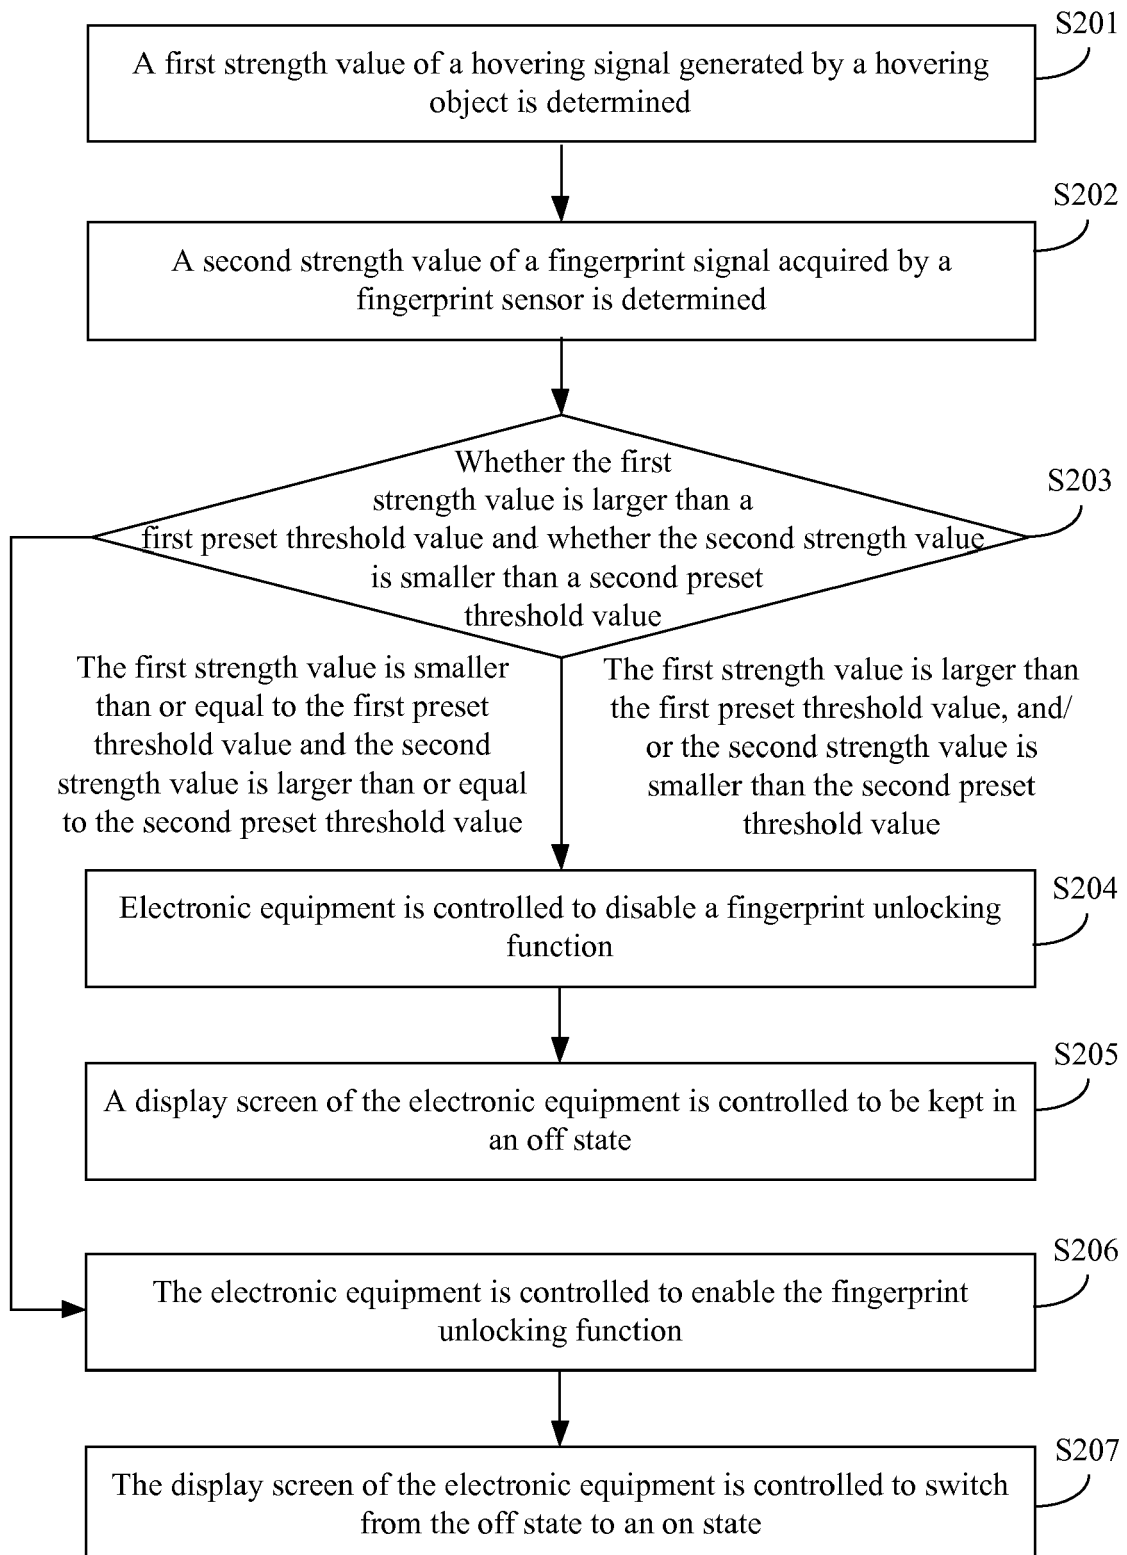 S201
A first strength value of a hovering signal generated by a hovering
object is determined
S202
A second strength value of a fingerprint signal acquired by a
fingerprint sensor is determined
S203
Whether the first
strength value is larger than a
first preset threshold value and whether the second strength value
is smaller than a second preset
threshold value
The first strength value is smaller
than or equal to the first preset
threshold value and the second
strength value is larger than or equal
to the second preset threshold value
The first strength value is larger than
the first preset threshold value, and/
or the second strength value is
smaller than the second preset
threshold value
S204
Electronic equipment is controlled to disable a fingerprint unlocking
function
S205
A display screen of the electronic equipment is controlled to be kept in
an off state
S206
The electronic equipment is controlled to enable the fingerprint
unlocking function
S207
The display screen of the electronic equipment is controlled to switch
from the off state to an on state